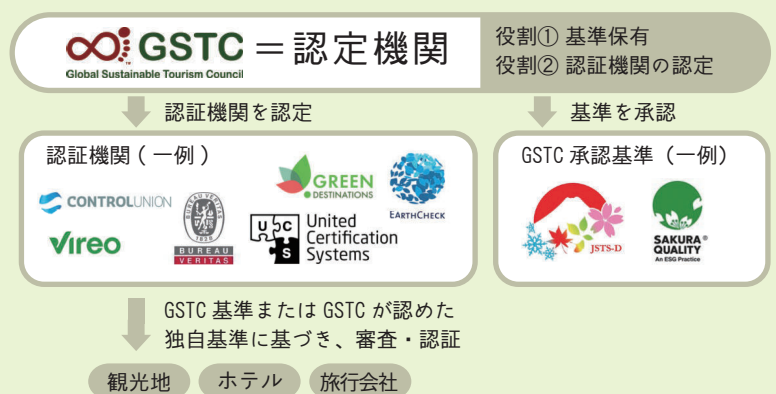 GSTC
Global Sustainable Tourism Council
＝認定機関
役割① 基準保有
役割② 認証機関の認定
認証機関を認定
基準を承認
認証機関 ( 一例 )
CONTROLUNION
Vireo
BUREAU VERITAS
1828
BUREAU
VERITAS
GREEN
DESTINATIONS
EARTHCHECK
U C
S
United
Certification
Systems
GSTC 承認基準（一例）
JSTS-D
SAKURA
QUALITY
An ESG Practice
GSTC 基準または GSTC が認めた
独自基準に基づき、審査・認証
観光地
ホテル
旅行会社